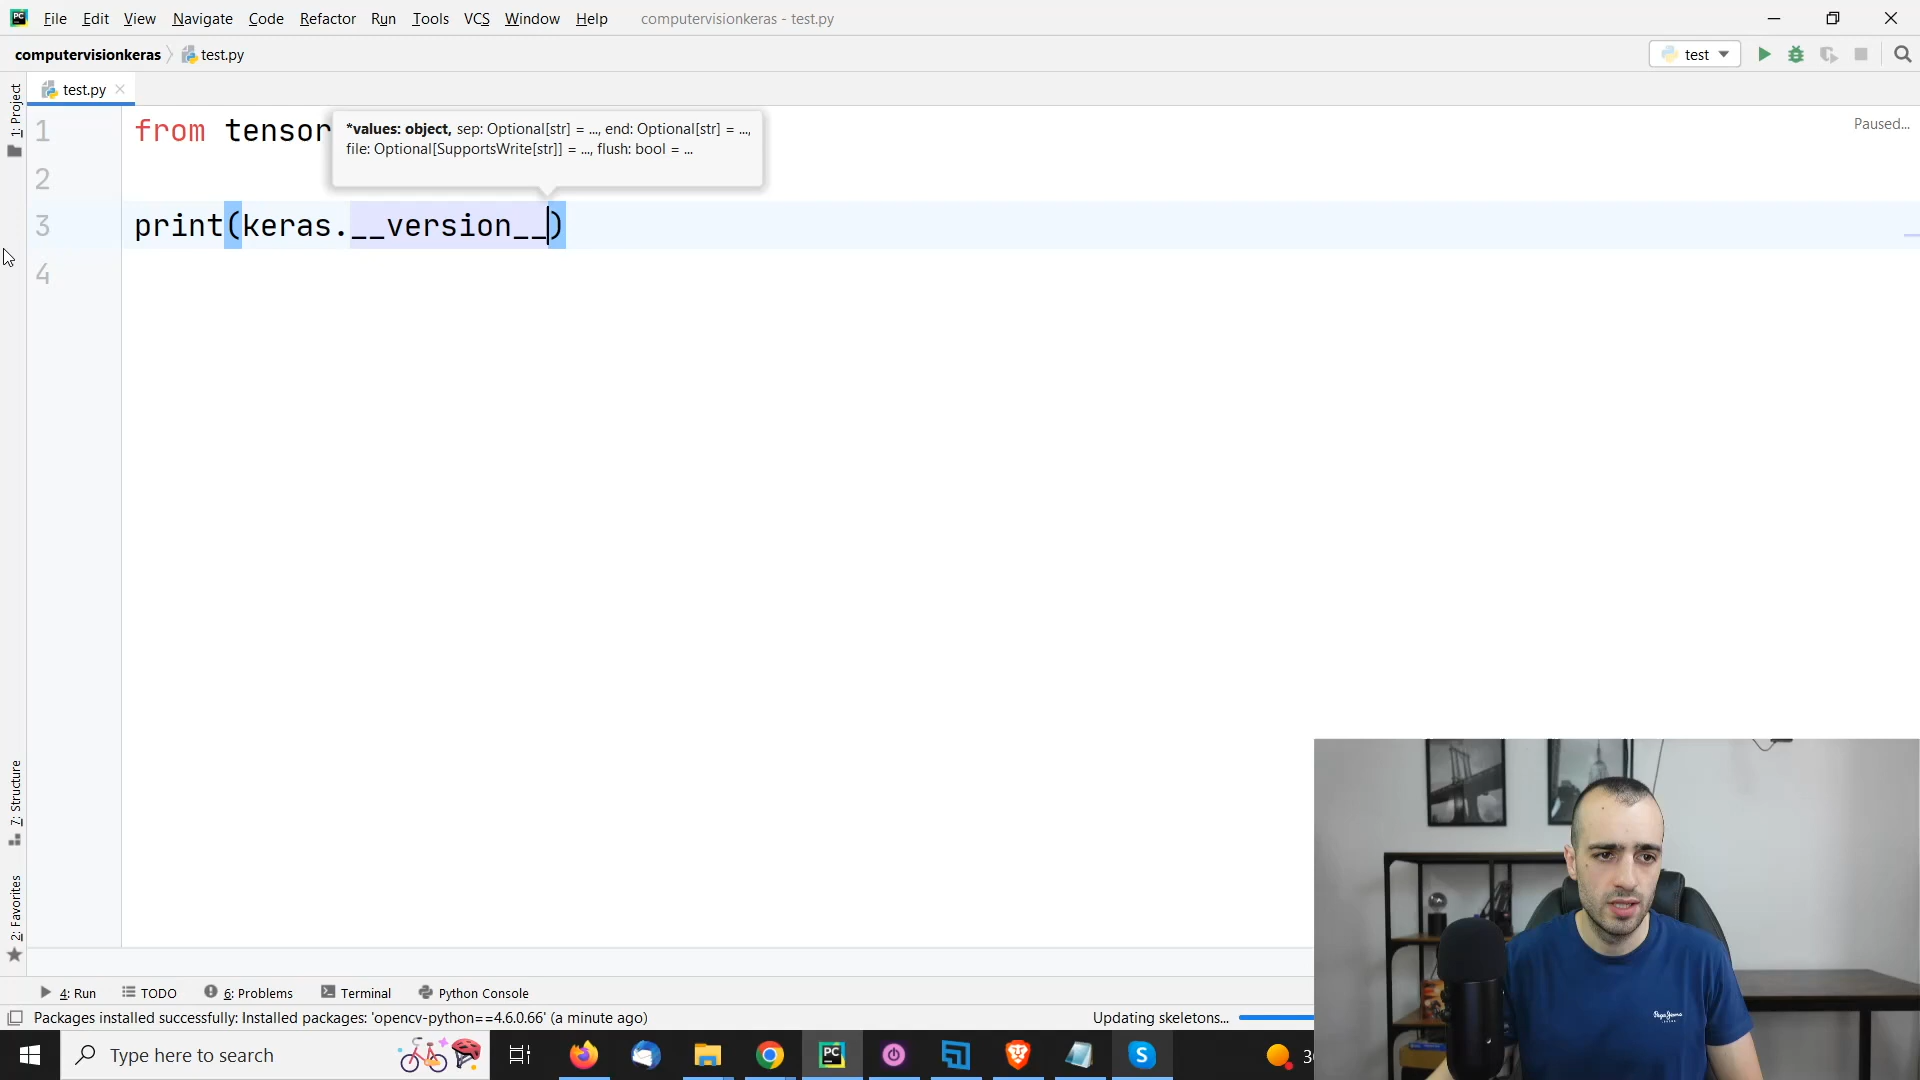 File Edit View Navigate Code Refactor Run Tools VCS Window Help computervisionkeras - test.py
computervisionkeras test.py test
test.py
1: Project
1 from tensor
*values: object, sep: Optional[str] = ..., end: Optional[str] = ...,
file: Optional[SupportsWrite[str]] = ..., flush: bool = ...
Paused...
2
3 print(keras.__version__)
4
7: Structure
2: Favorites
4: Run TODO 6: Problems Terminal Python Console
Packages installed successfully: Installed packages: 'opencv-python==4.6.0.66' (a minute ago) Updating skeletons...
Type here to search
PC
S
Pepe Jeans